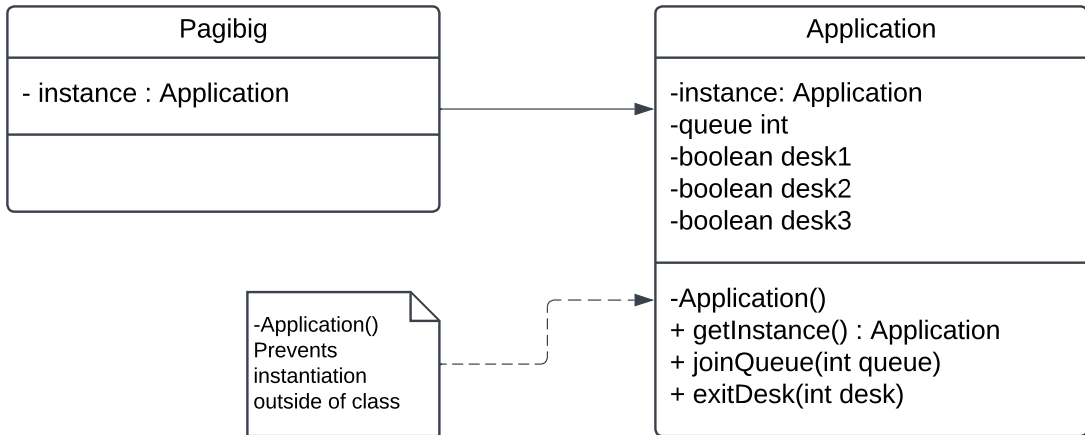 Pagibig
- instance : Application
Application
-instance: Application
-queue int
-boolean desk1
-boolean desk2
-boolean desk3
-Application()
+ getInstance() : Application
+ joinQueue(int queue)
+ exitDesk(int desk)
-Application()
Prevents
instantiation
outside of class